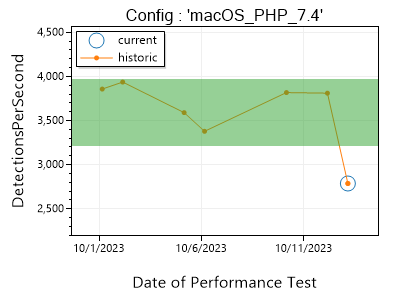 Config : 'macOS_PHP_7.4'
current
historic
4,500
4,000
3,500
3,000
2,500
DetectionsPerSecond
10/1/2023
10/6/2023
10/11/2023
Date of Performance Test